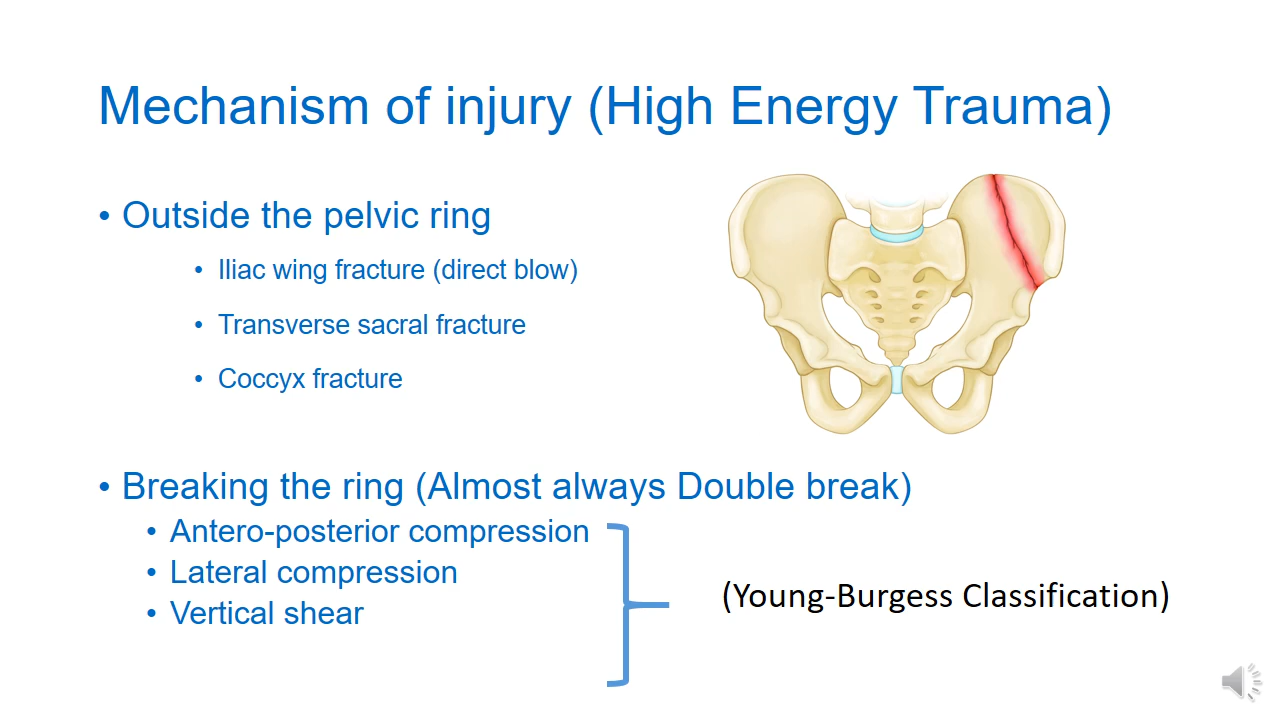 Mechanism of injury (High Energy Trauma)
• Outside the pelvic ring
• Iliac wing fracture (direct blow)
• Transverse sacral fracture
• Coccyx fracture
• Breaking the ring (Almost always Double break)
• Antero-posterior compression
• Lateral compression
• Vertical shear
(Young-Burgess Classification)